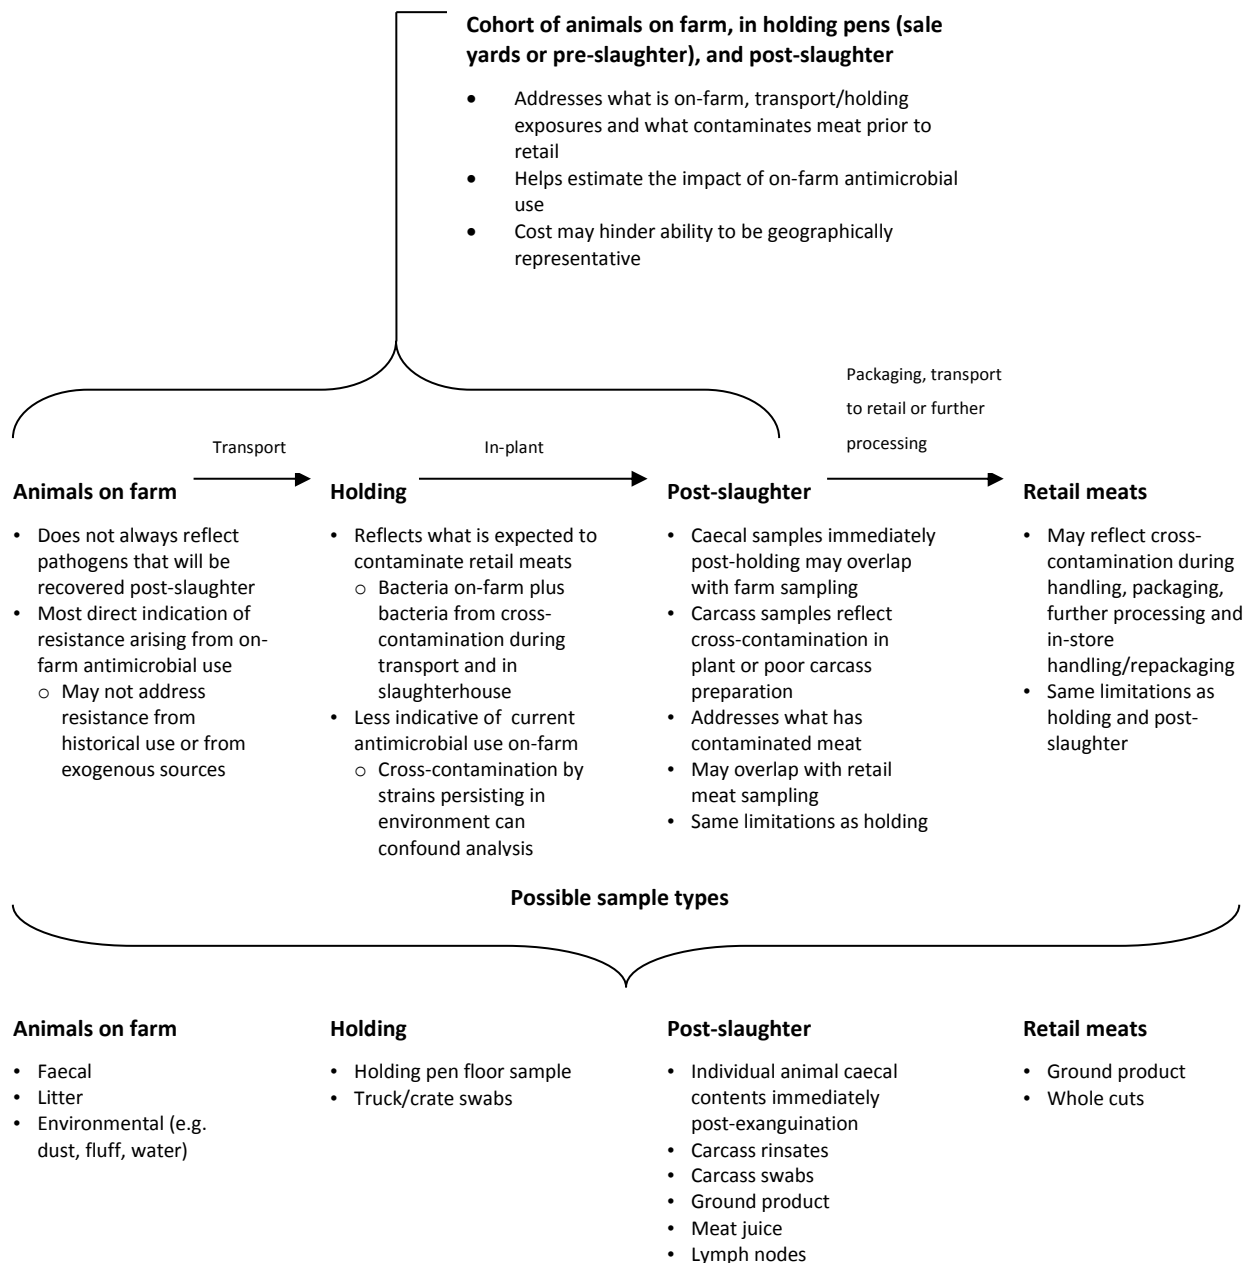 Cohort of animals on farm, in holding pens (sale
yards or pre-slaughter), and post-slaughter
• Addresses what is on-farm, transport/holding
exposures and what contaminates meat prior to
retail
• Helps estimate the impact of on-farm antimicrobial
use
• Cost may hinder ability to be geographically
representative
Transport
In-plant
Packaging, transport
to retail or further
processing
Animals on farm
• Does not always reflect
pathogens that will be
recovered post-slaughter
• Most direct indication of
resistance arising from on-
farm antimicrobial use
o May not address
resistance from
historical use or from
exogenous sources
Holding
• Reflects what is expected to
contaminate retail meats
o Bacteria on-farm plus
bacteria from cross-
contamination during
transport and in
slaughterhouse
• Less indicative of current
antimicrobial use on-farm
o Cross-contamination by
strains persisting in
environment can
confound analysis
Post-slaughter
• Caecal samples immediately
post-holding may overlap
with farm sampling
• Carcass samples reflect
cross-contamination in
plant or poor carcass
preparation
• Addresses what has
contaminated meat
• May overlap with retail
meat sampling
• Same limitations as holding
Retail meats
• May reflect cross-
contamination during
handling, packaging,
further processing and
in-store
handling/repackaging
• Same limitations as
holding and post-
slaughter
Possible sample types
Animals on farm
• Faecal
• Litter
• Environmental (e.g.
dust, fluff, water)
Holding
• Holding pen floor sample
• Truck/crate swabs
Post-slaughter
• Individual animal caecal
contents immediately
post-exanguination
• Carcass rinsates
• Carcass swabs
• Ground product
• Meat juice
• Lymph nodes
Retail meats
• Ground product
• Whole cuts